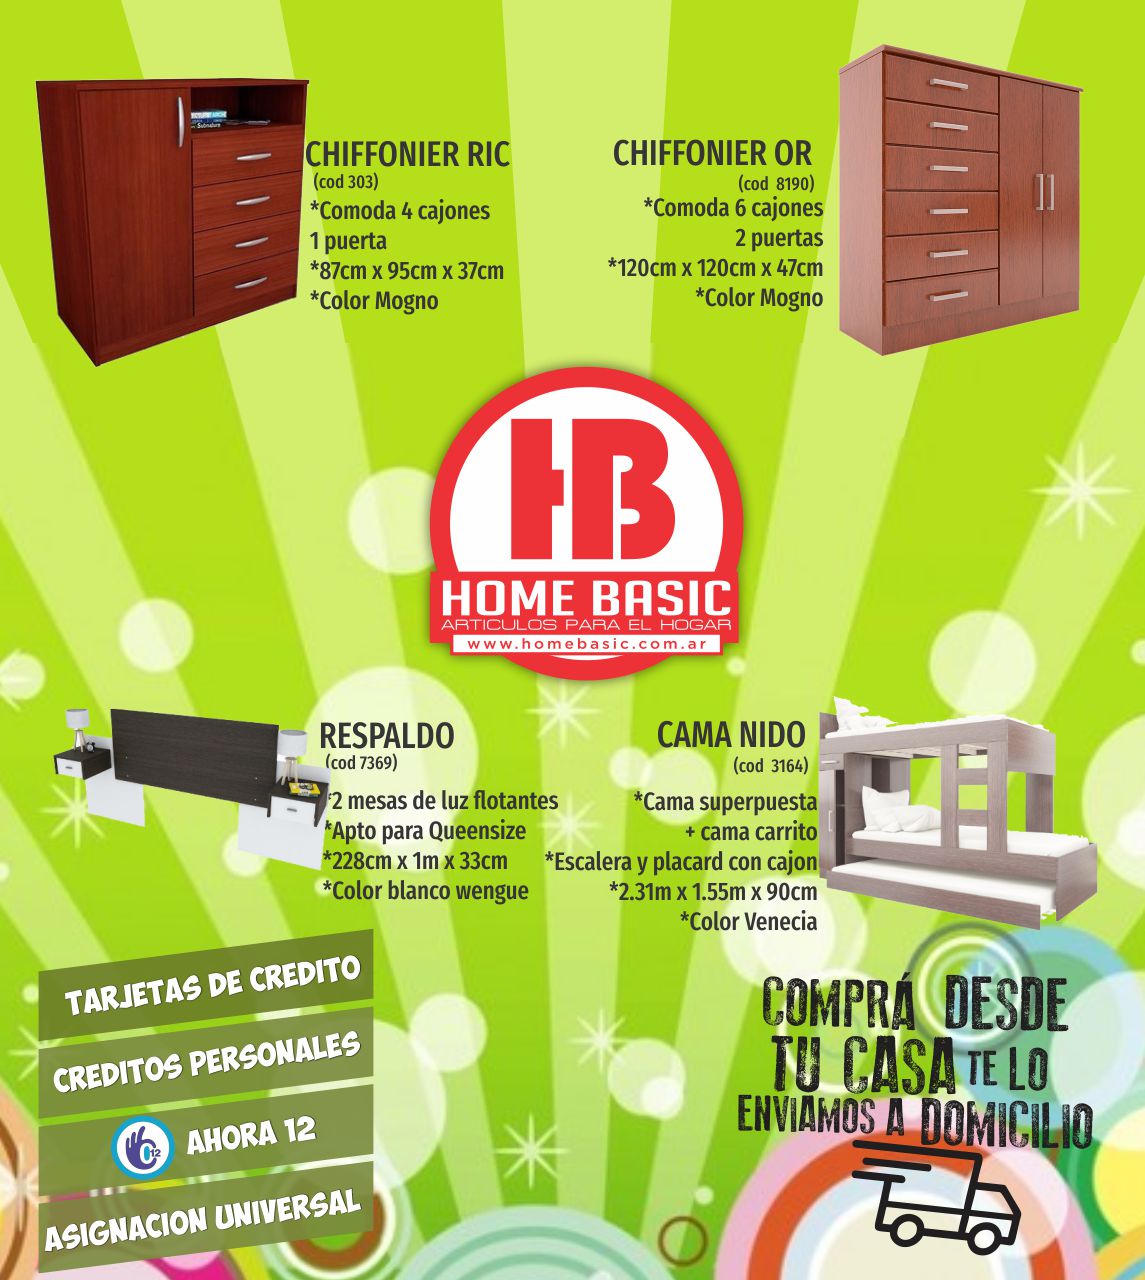 CHIFFONIER RIC
(cod 303)
*Comoda 4 cajones
1 puerta
*87cm x 95cm x 37cm
*Color Mogno
CHIFFONIER OR
(cod 8190)
*Comoda 6 cajones
2 puertas
*120cm x 120cm x 47cm
*Color Mogno
HB
HOME BASIC
ARTICULOS PARA EL HOGAR
www.homebasic.com.ar
RESPALDO
(cod 7369)
*2 mesas de luz flotantes
*Apto para Queensize
*228cm x 1m x 33cm
*Color blanco wengue
CAMA NIDO
(cod 3164)
*Cama superpuesta
+ cama carrito
*Escalera y placard con cajon
*2.31m x 1.55m x 90cm
*Color Venecia
TARJETAS DE CREDITO
CREDITOS PERSONALES
12 AHORA 12
ASIGNACION UNIVERSAL
COMPRÁ DESDE
TU CASA TE LO
ENVIAMOS A DOMICILIO